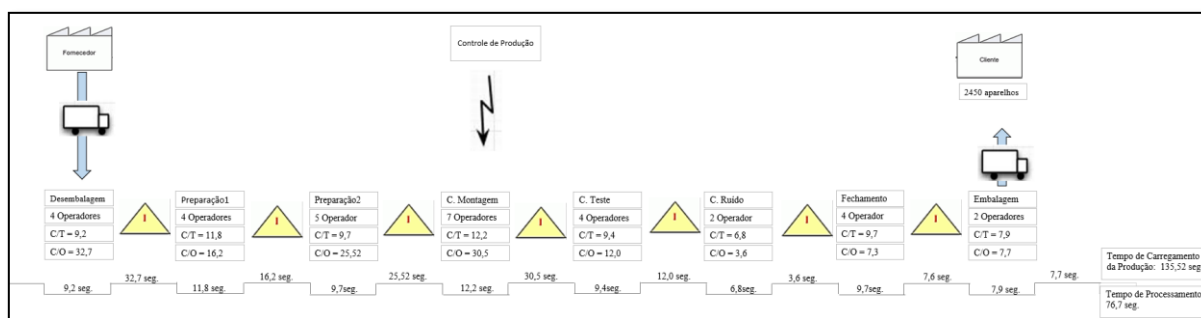 Fornecedor
Controle de Produção
Cliente
2450 aparelhos
Desembalagem
4 Operadores
C/T = 9,2
C/O = 32,7
I
Preparação1
4 Operadores
C/T = 11,8
C/O = 16,2
I
Preparação2
5 Operador
C/T = 9,7
C/O = 25,52
I
C. Montagem
7 Operadores
C/T = 12,2
C/O = 30,5
I
C. Teste
4 Operadores
C/T = 9,4
C/O = 12,0
I
C. Ruído
2 Operador
C/T = 6,8
C/O = 3,6
I
Fechamento
4 Operador
C/T = 9,7
C/O = 7,3
I
Embalagem
2 Operadores
C/T = 7,9
C/O = 7,7
32,7 seg. 16,2 seg. 25,52 seg. 30,5 seg. 12,0 seg. 3,6 seg. 7,6 seg. 7,7 seg.
9,2 seg. 11,8 seg. 9,7seg. 12,2 seg. 9,4seg. 6,8seg. 9,7seg. 7,9 seg.
Tempo de Carregamento
da Produção: 135,52 seg
Tempo de Processamento
76,7 seg.